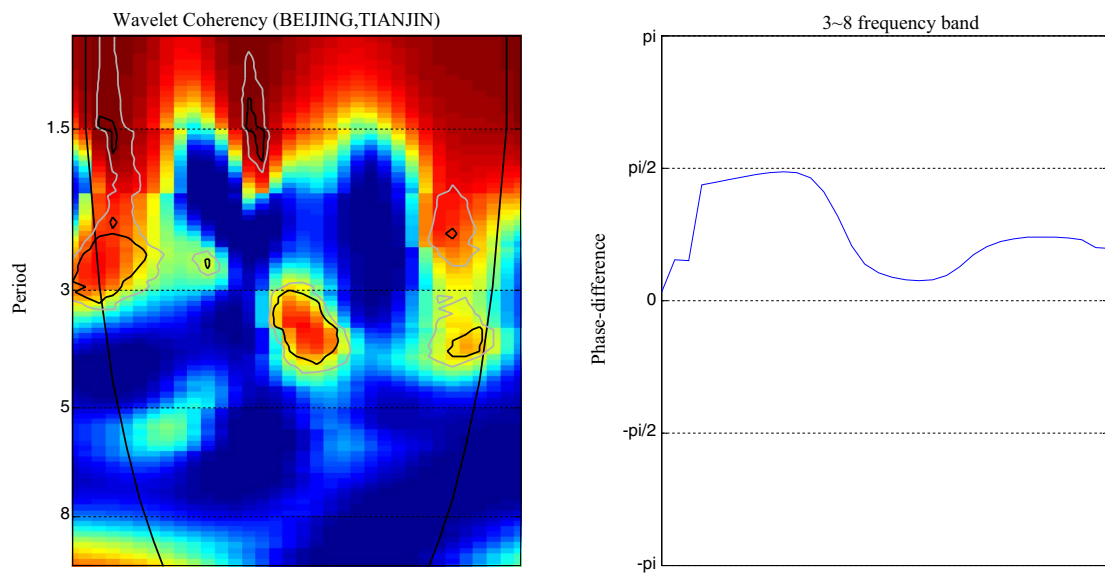 Wavelet Coherency (BEIJING,TIANJIN)
Period
1.5
3
5
8
3~8 frequency band
Phase-difference
pi
pi/2
0
-pi/2
-pi